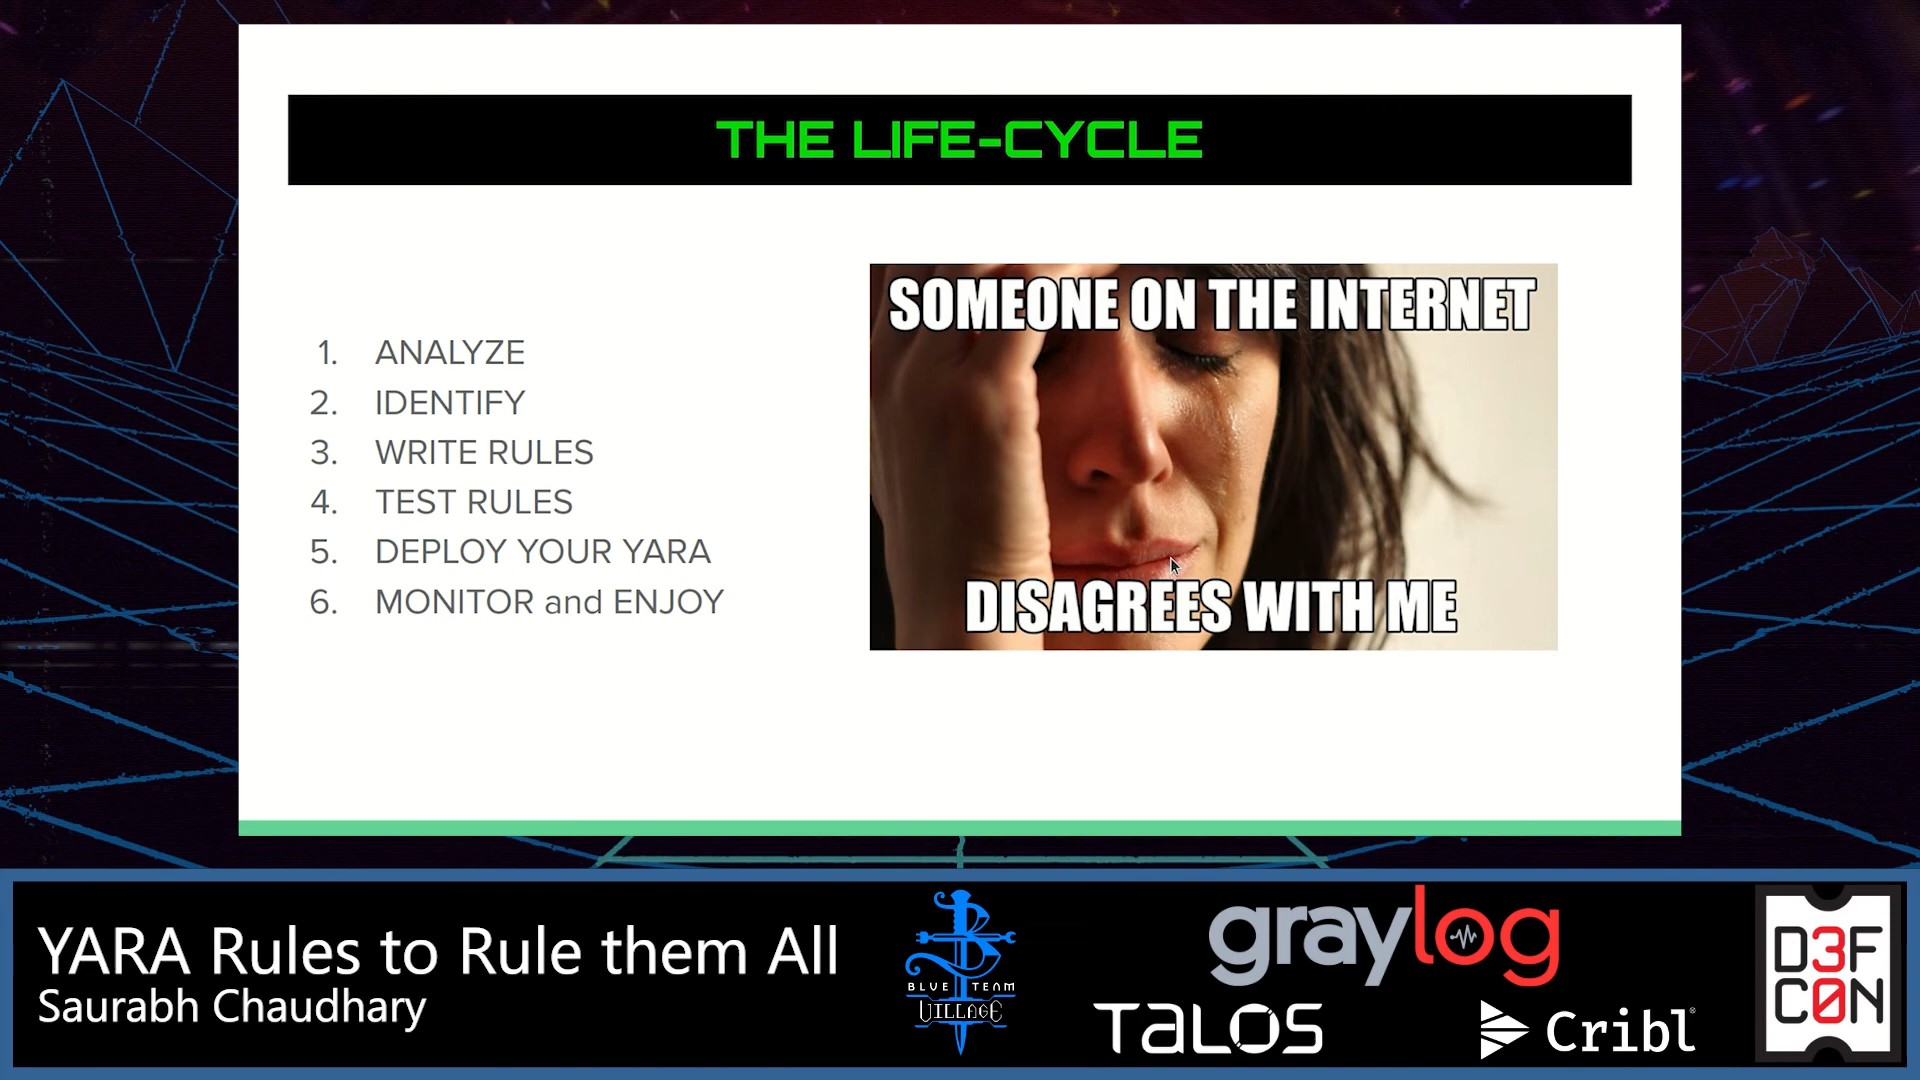 THE LIFE-CYCLE
1. ANALYZE
2. IDENTIFY
3. WRITE RULES
4. TEST RULES
5. DEPLOY YOUR YARA
6. MONITOR and ENJOY
SOMEONE ON THE INTERNET
DISAGREES WITH ME
YARA Rules to Rule them All
Saurabh Chaudhary
BLUE TEAM
VILLAGE
graylog
TALOS
Cribl®
D3F
C0N